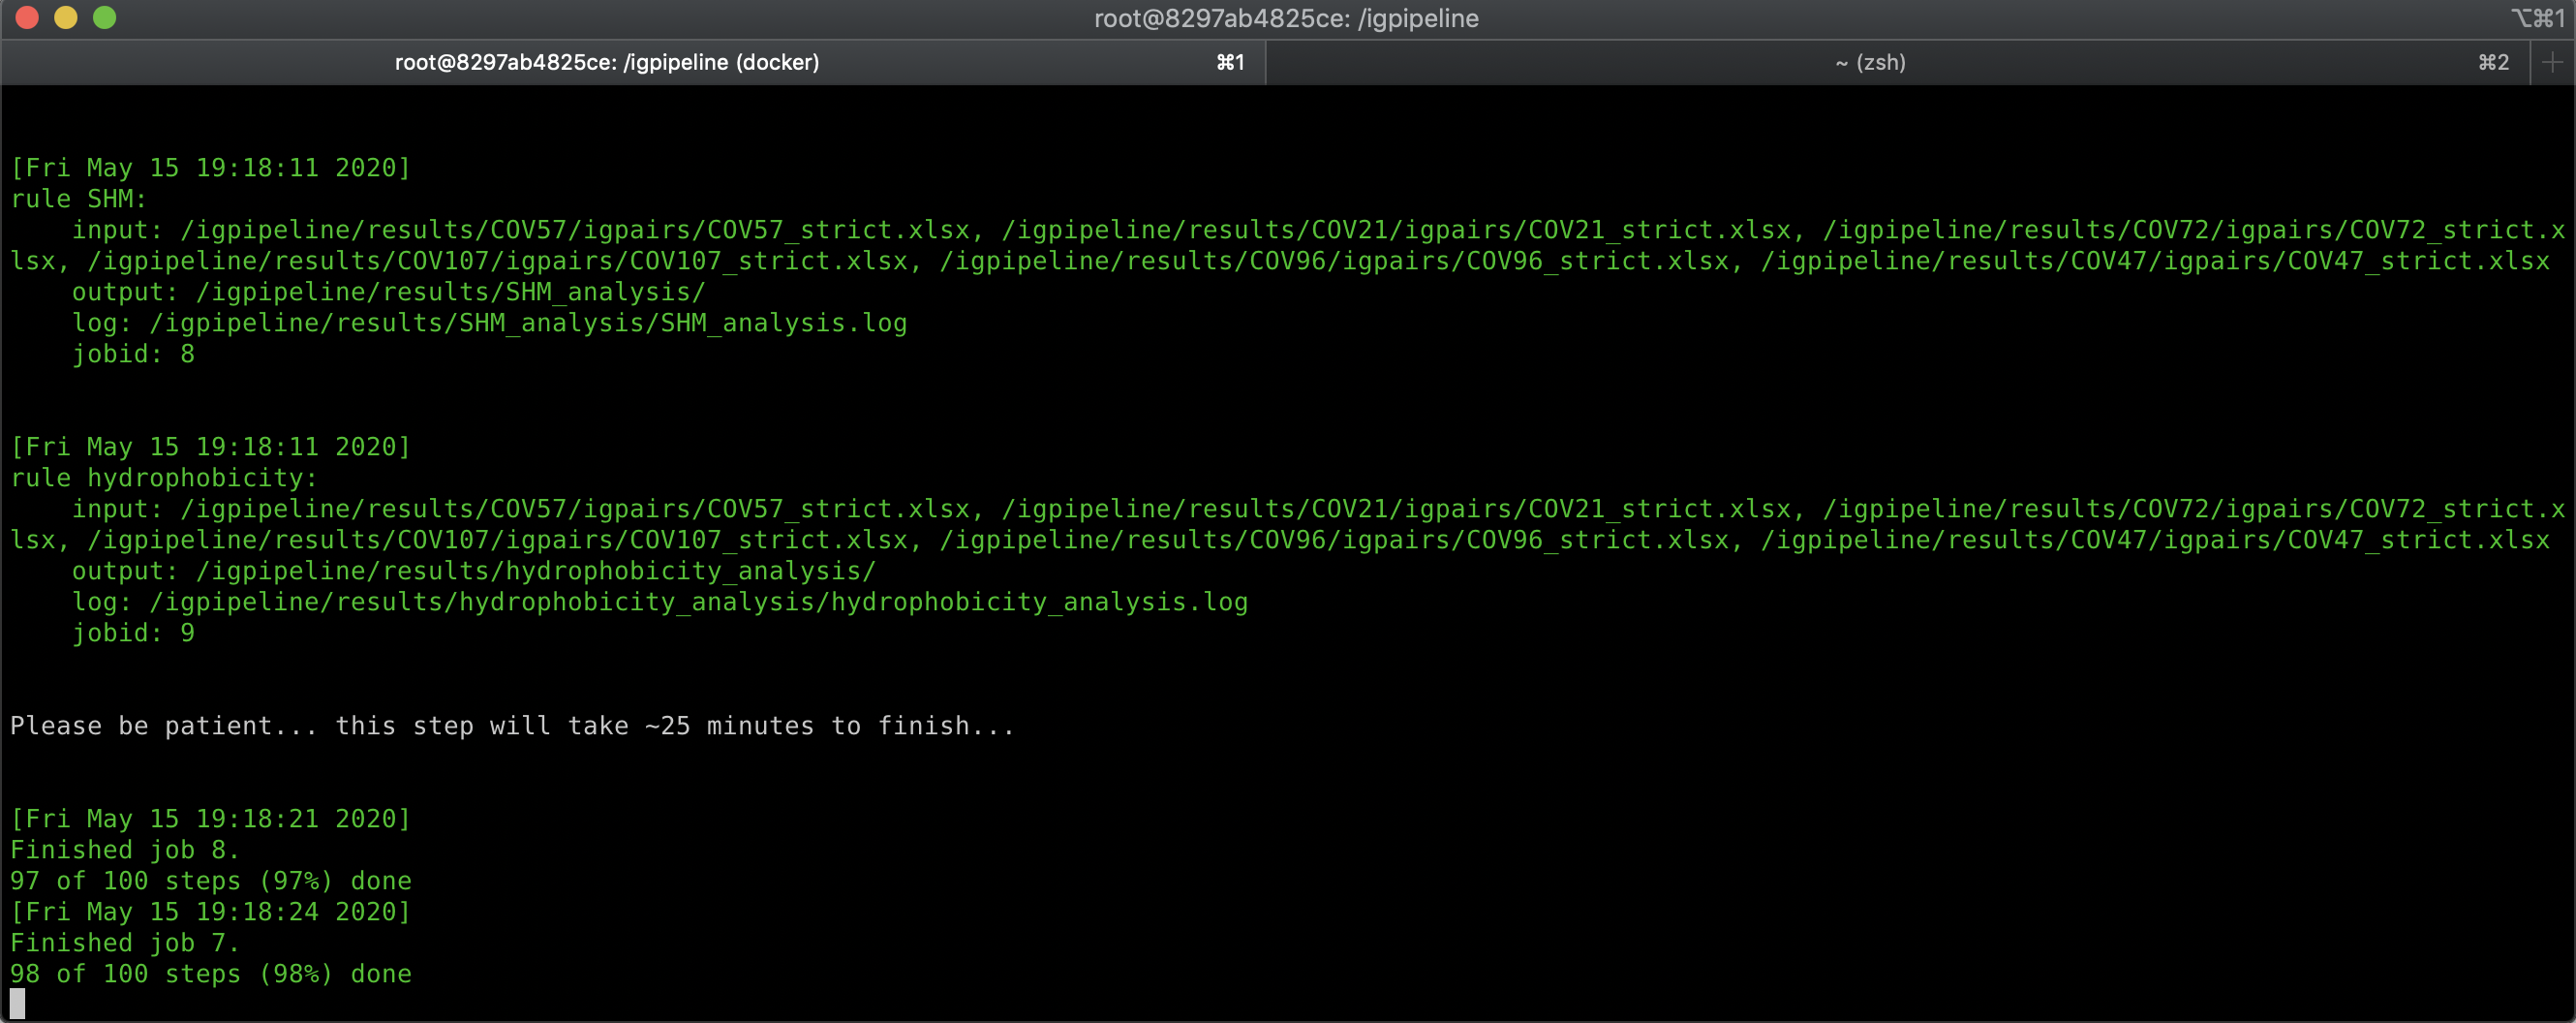 root@8297ab4825ce: /igpipeline
⌥⌘1
root@8297ab4825ce: /igpipeline (docker)
⌘1
~ (zsh)
⌘2
[Fri May 15 19:18:11 2020]
rule SHM:
    input: /igpipeline/results/COV57/igpairs/COV57_strict.xlsx, /igpipeline/results/COV21/igpairs/COV21_strict.xlsx, /igpipeline/results/COV72/igpairs/COV72_strict.x
lsx, /igpipeline/results/COV107/igpairs/COV107_strict.xlsx, /igpipeline/results/COV96/igpairs/COV96_strict.xlsx, /igpipeline/results/COV47/igpairs/COV47_strict.xlsx
    output: /igpipeline/results/SHM_analysis/
    log: /igpipeline/results/SHM_analysis/SHM_analysis.log
    jobid: 8
[Fri May 15 19:18:11 2020]
rule hydrophobicity:
    input: /igpipeline/results/COV57/igpairs/COV57_strict.xlsx, /igpipeline/results/COV21/igpairs/COV21_strict.xlsx, /igpipeline/results/COV72/igpairs/COV72_strict.x
lsx, /igpipeline/results/COV107/igpairs/COV107_strict.xlsx, /igpipeline/results/COV96/igpairs/COV96_strict.xlsx, /igpipeline/results/COV47/igpairs/COV47_strict.xlsx
    output: /igpipeline/results/hydrophobicity_analysis/
    log: /igpipeline/results/hydrophobicity_analysis/hydrophobicity_analysis.log
    jobid: 9
Please be patient... this step will take ~25 minutes to finish...
[Fri May 15 19:18:21 2020]
Finished job 8.
97 of 100 steps (97%) done
[Fri May 15 19:18:24 2020]
Finished job 7.
98 of 100 steps (98%) done